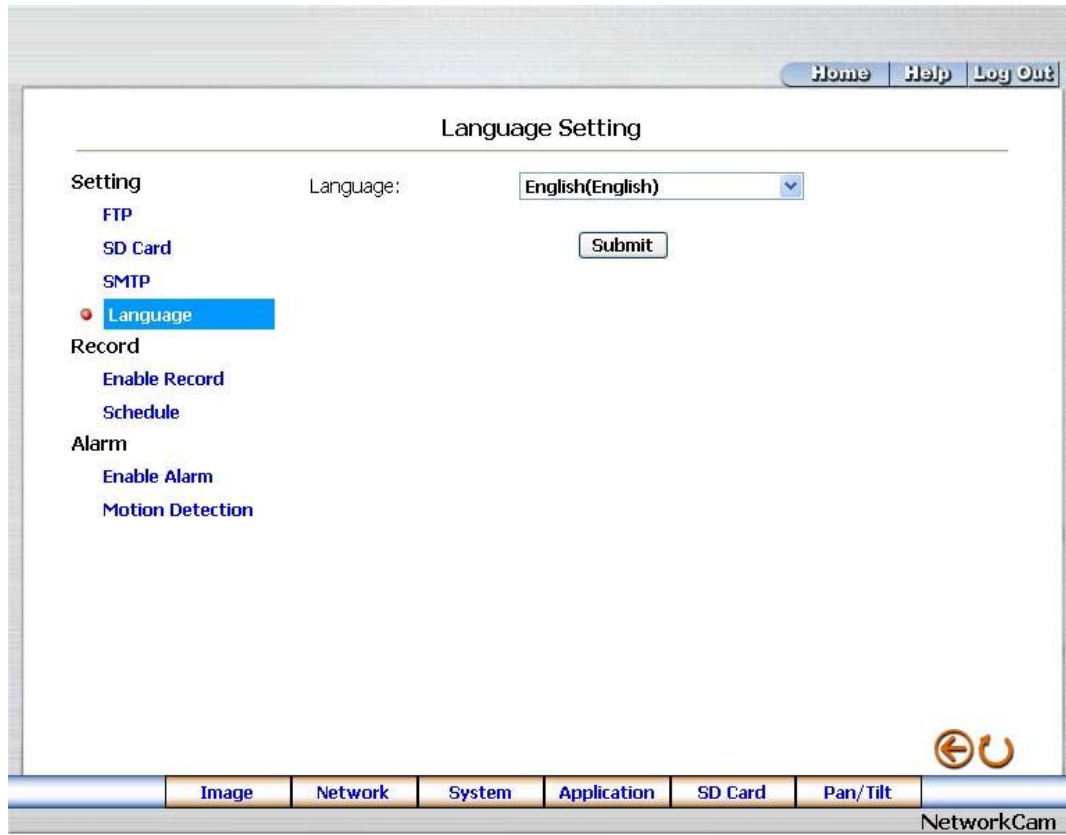 Home Help Log Out
Language Setting
Setting
Language: English(English)
FTP
SD Card
Submit
SMTP
Language
Record
Enable Record
Schedule
Alarm
Enable Alarm
Motion Detection
Image Network System Application SD Card Pan/Tilt
NetworkCam